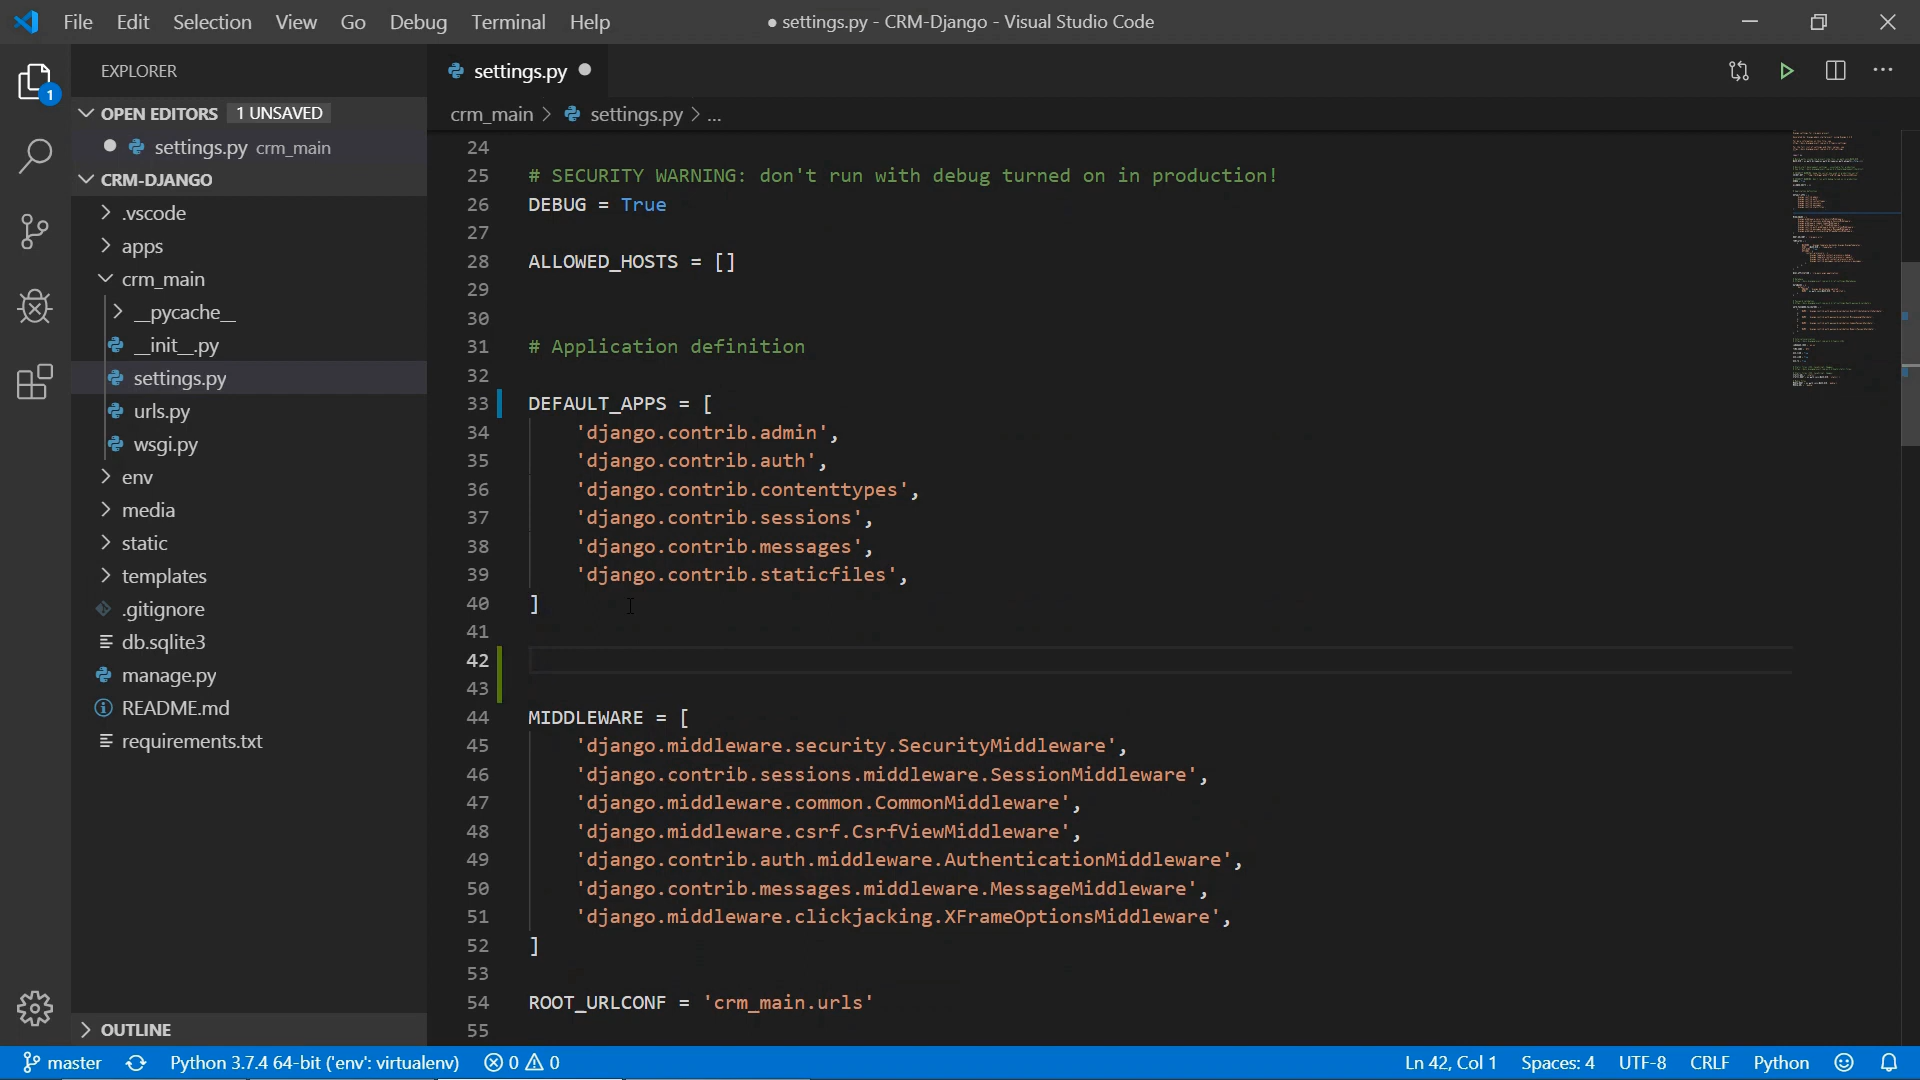 File Edit Selection View Go Debug Terminal Help
● settings.py - CRM-Django - Visual Studio Code
EXPLORER
1
OPEN EDITORS 1 UNSAVED
settings.py crm_main
CRM-DJANGO
.vscode
apps
crm_main
__pycache__
__init__.py
settings.py
urls.py
wsgi.py
env
media
static
templates
.gitignore
db.sqlite3
manage.py
README.md
requirements.txt
OUTLINE
settings.py
crm_main > settings.py > ...
24
25 # SECURITY WARNING: don't run with debug turned on in production!
26 DEBUG = True
27
28 ALLOWED_HOSTS = []
29
30
31 # Application definition
32
33 DEFAULT_APPS = [
34 'django.contrib.admin',
35 'django.contrib.auth',
36 'django.contrib.contenttypes',
37 'django.contrib.sessions',
38 'django.contrib.messages',
39 'django.contrib.staticfiles',
40 ]
41
42
43
44 MIDDLEWARE = [
45 'django.middleware.security.SecurityMiddleware',
46 'django.contrib.sessions.middleware.SessionMiddleware',
47 'django.middleware.common.CommonMiddleware',
48 'django.middleware.csrf.CsrfViewMiddleware',
49 'django.contrib.auth.middleware.AuthenticationMiddleware',
50 'django.contrib.messages.middleware.MessageMiddleware',
51 'django.middleware.clickjacking.XFrameOptionsMiddleware',
52 ]
53
54 ROOT_URLCONF = 'crm_main.urls'
55
master Python 3.7.4 64-bit ('env': virtualenv) 0 0 Ln 42, Col 1 Spaces: 4 UTF-8 CRLF Python